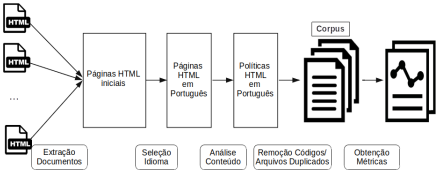 HTML
HTML
...
HTML
Páginas HTML
iniciais
Páginas
HTML
em
Português
Políticas
HTML
em
Português
Corpus
Extração
Documentos
Seleção
Idioma
Análise
Conteúdo
Remoção Códigos/
Arquivos Duplicados
Obtenção
Métricas